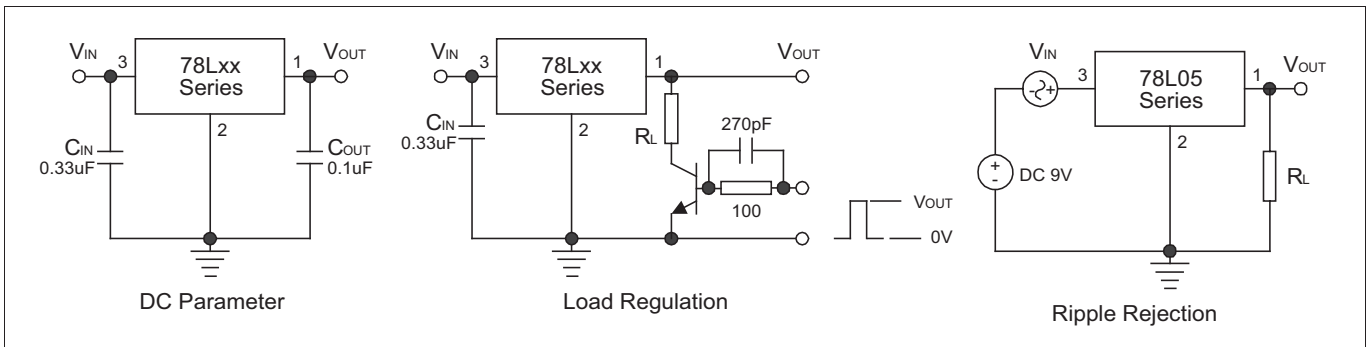 VIN
3
78Lxx
Series
1
VOUT
2
CIN
0.33uF
COUT
0.1uF
DC Parameter
VIN
3
78Lxx
Series
1
VOUT
2
CIN
0.33uF
RL
270pF
100
VOUT
0V
Load Regulation
VIN
-
+
3
78L05
Series
1
VOUT
2
+
-
DC 9V
RL
Ripple Rejection